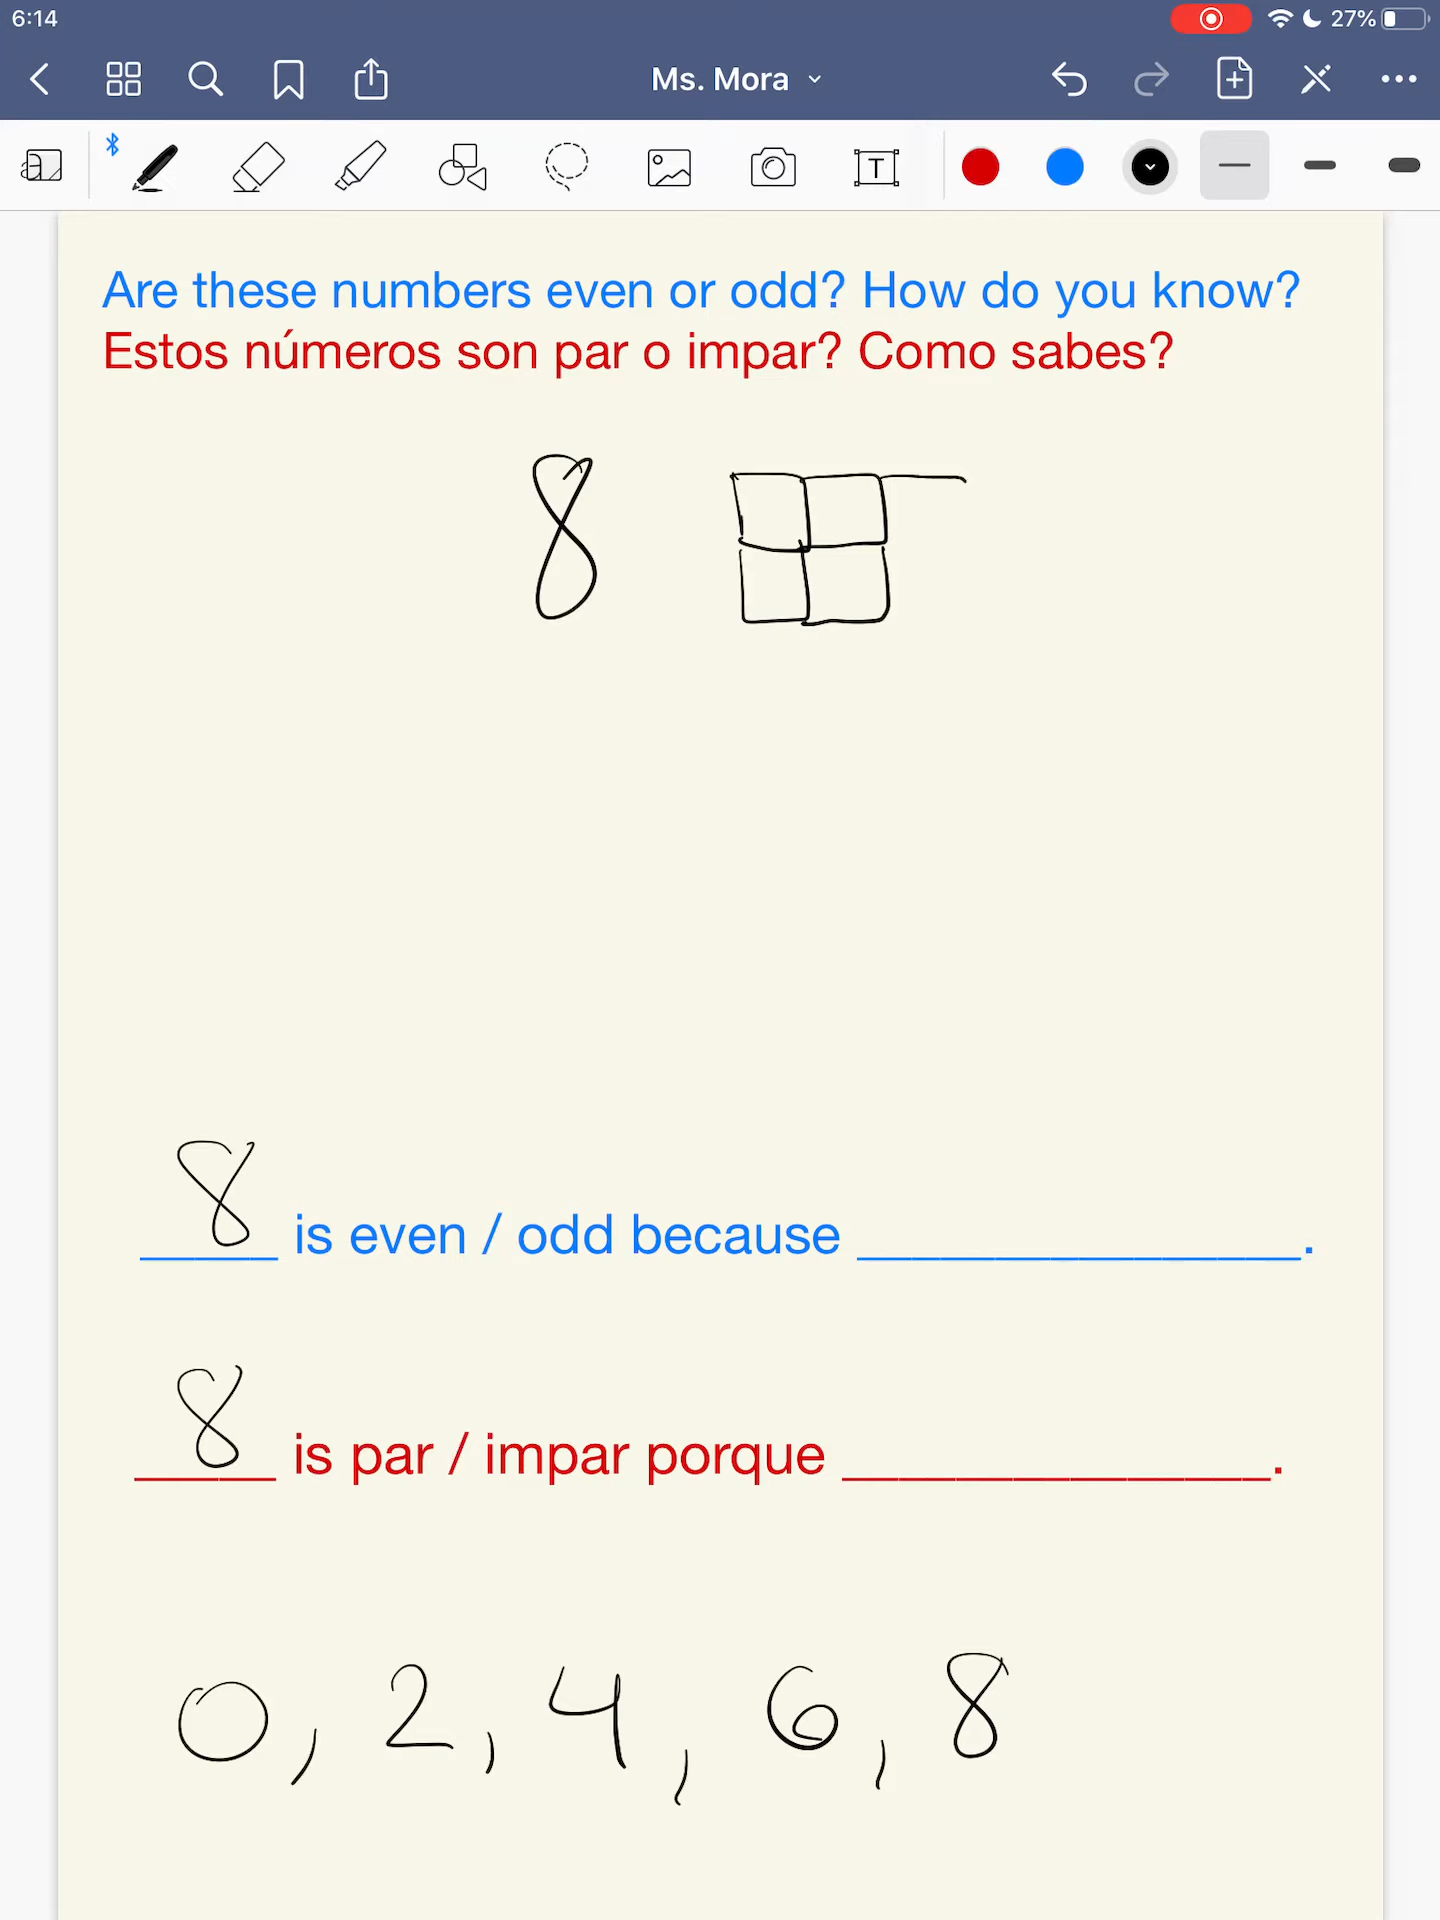 6:14
27%
Ms. Mora
a
T
Are these numbers even or odd? How do you know?
Estos números son par o impar? Como sabes?
8
8 is even / odd because ________________.
8 is par / impar porque _______________.
0, 2, 4, 6, 8